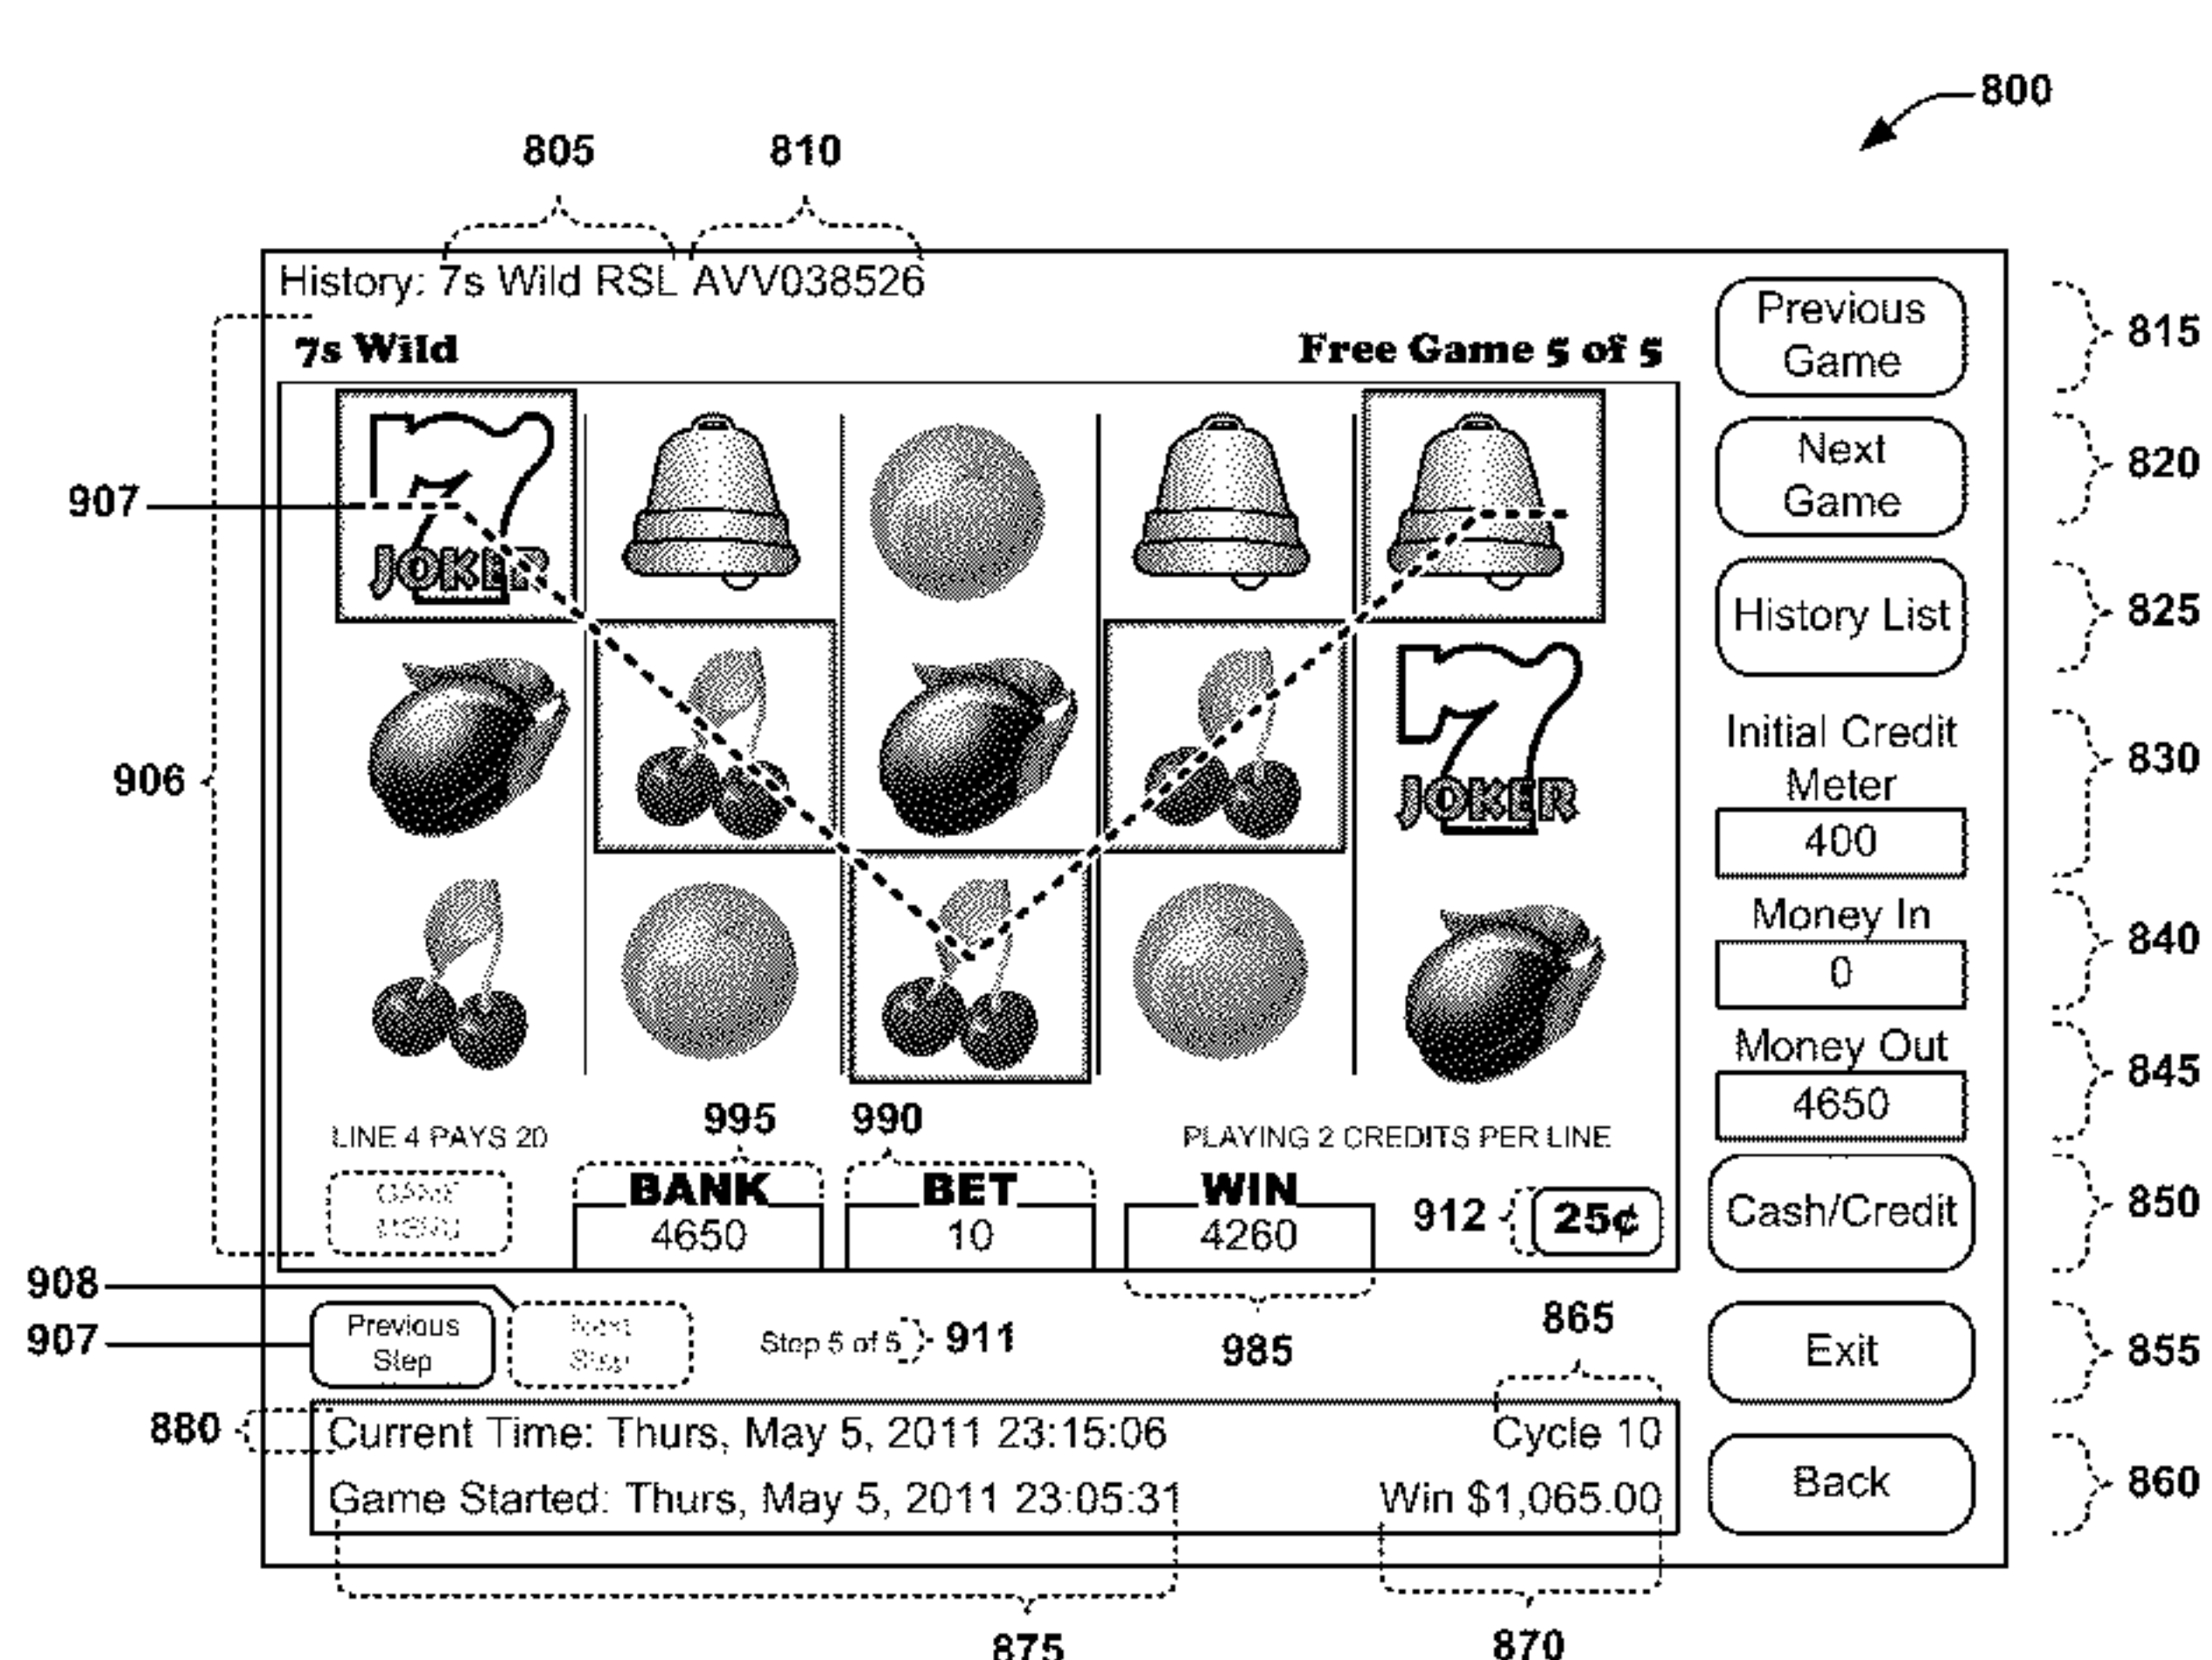 800
805 810
History: 7s Wild RSL AVV038526
7s Wild
Free Game 5 of 5
907
906
JOKER
JOKER
LINE 4 PAYS 20
995
990
PLAYING 2 CREDITS PER LINE
GAME
MENU
BANK
4650
BET
10
WIN
4260
912
25¢
985
908
907
Previous
Step
Next
Step
Step 5 of 5
911
865
880
Current Time: Thurs, May 5, 2011 23:15:06
Cycle 10
Game Started: Thurs, May 5, 2011 23:05:31
Win $1,065.00
875
870
Previous
Game
815
Next
Game
820
History List
825
Initial Credit
Meter
400
830
Money In
0
840
Money Out
4650
845
Cash/Credit
850
Exit
855
Back
860